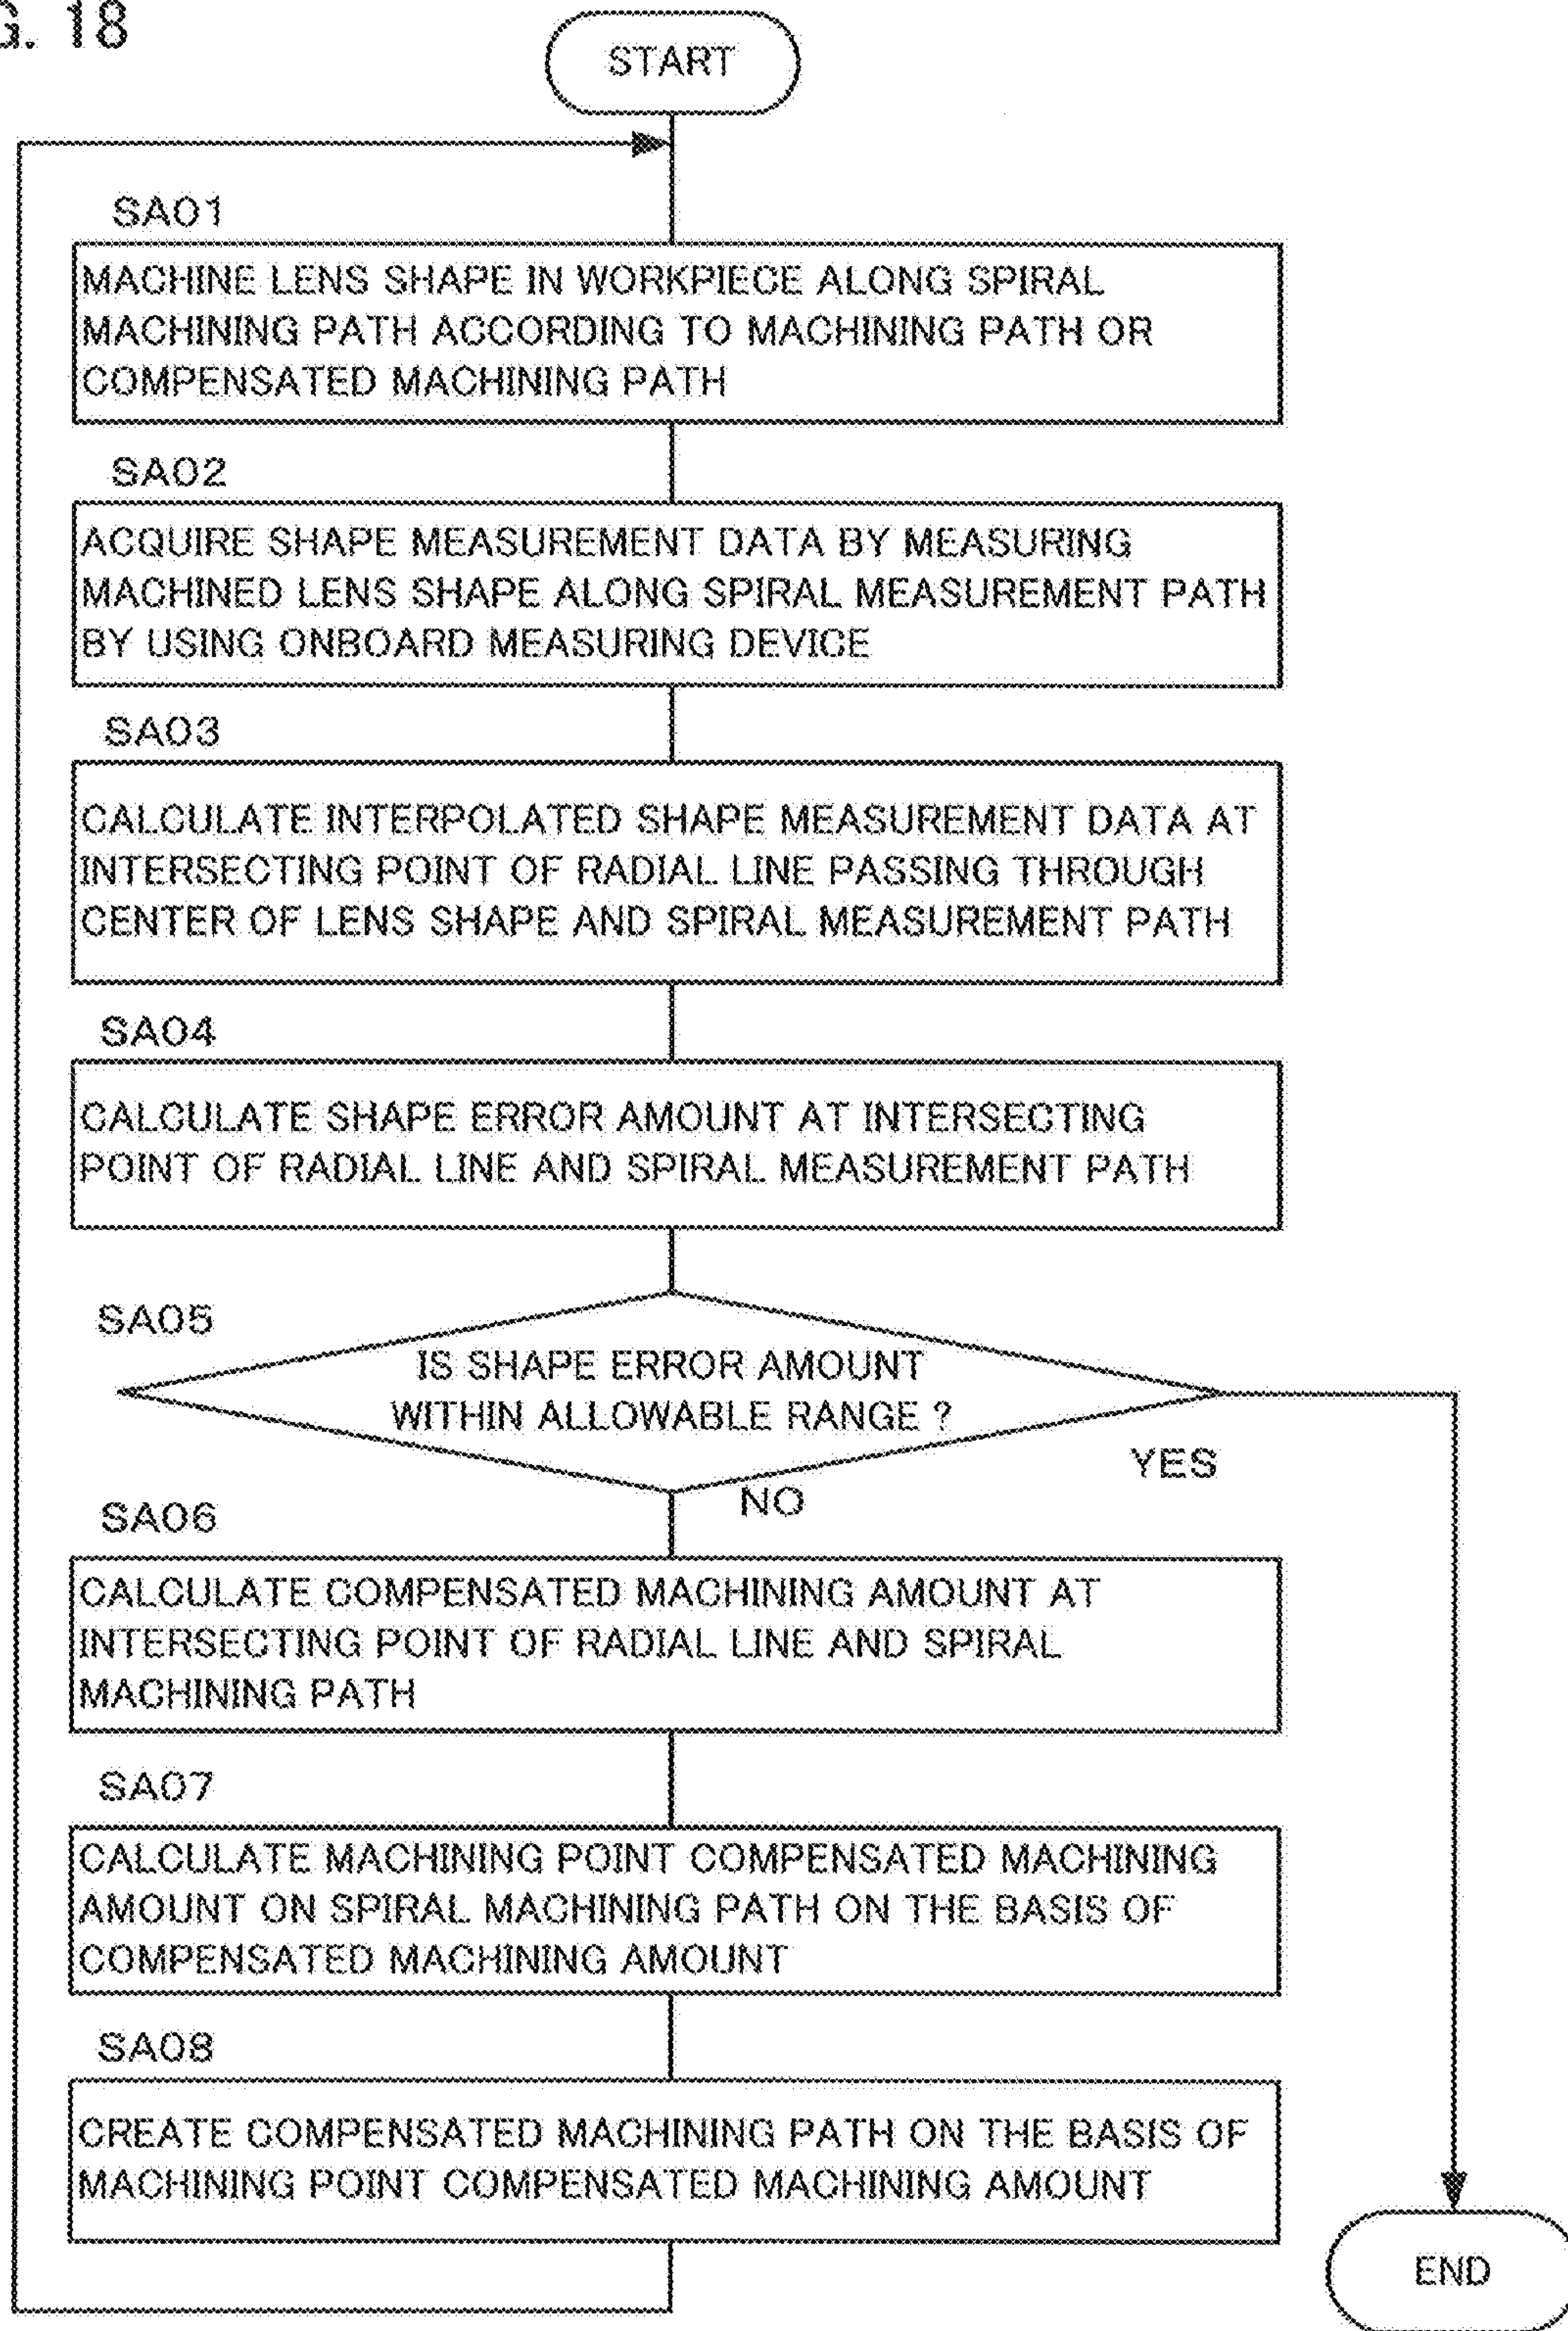 G. 18
START
SA01
MACHINE LENS SHAPE IN WORKPIECE ALONG SPIRAL
MACHINING PATH ACCORDING TO MACHINING PATH OR
COMPENSATED MACHINING PATH
SA02
ACQUIRE SHAPE MEASUREMENT DATA BY MEASURING
MACHINED LENS SHAPE ALONG SPIRAL MEASUREMENT PATH
BY USING ONBOARD MEASURING DEVICE
SA03
CALCULATE INTERPOLATED SHAPE MEASUREMENT DATA AT
INTERSECTING POINT OF RADIAL LINE PASSING THROUGH
CENTER OF LENS SHAPE AND SPIRAL MEASUREMENT PATH
SA04
CALCULATE SHAPE ERROR AMOUNT AT INTERSECTING
POINT OF RADIAL LINE AND SPIRAL MEASUREMENT PATH
SA05
IS SHAPE ERROR AMOUNT
WITHIN ALLOWABLE RANGE ?
YES
NO
SA06
CALCULATE COMPENSATED MACHINING AMOUNT AT
INTERSECTING POINT OF RADIAL LINE AND SPIRAL
MACHINING PATH
SA07
CALCULATE MACHINING POINT COMPENSATED MACHINING
AMOUNT ON SPIRAL MACHINING PATH ON THE BASIS OF
COMPENSATED MACHINING AMOUNT
SA08
CREATE COMPENSATED MACHINING PATH ON THE BASIS OF
MACHINING POINT COMPENSATED MACHINING AMOUNT
END